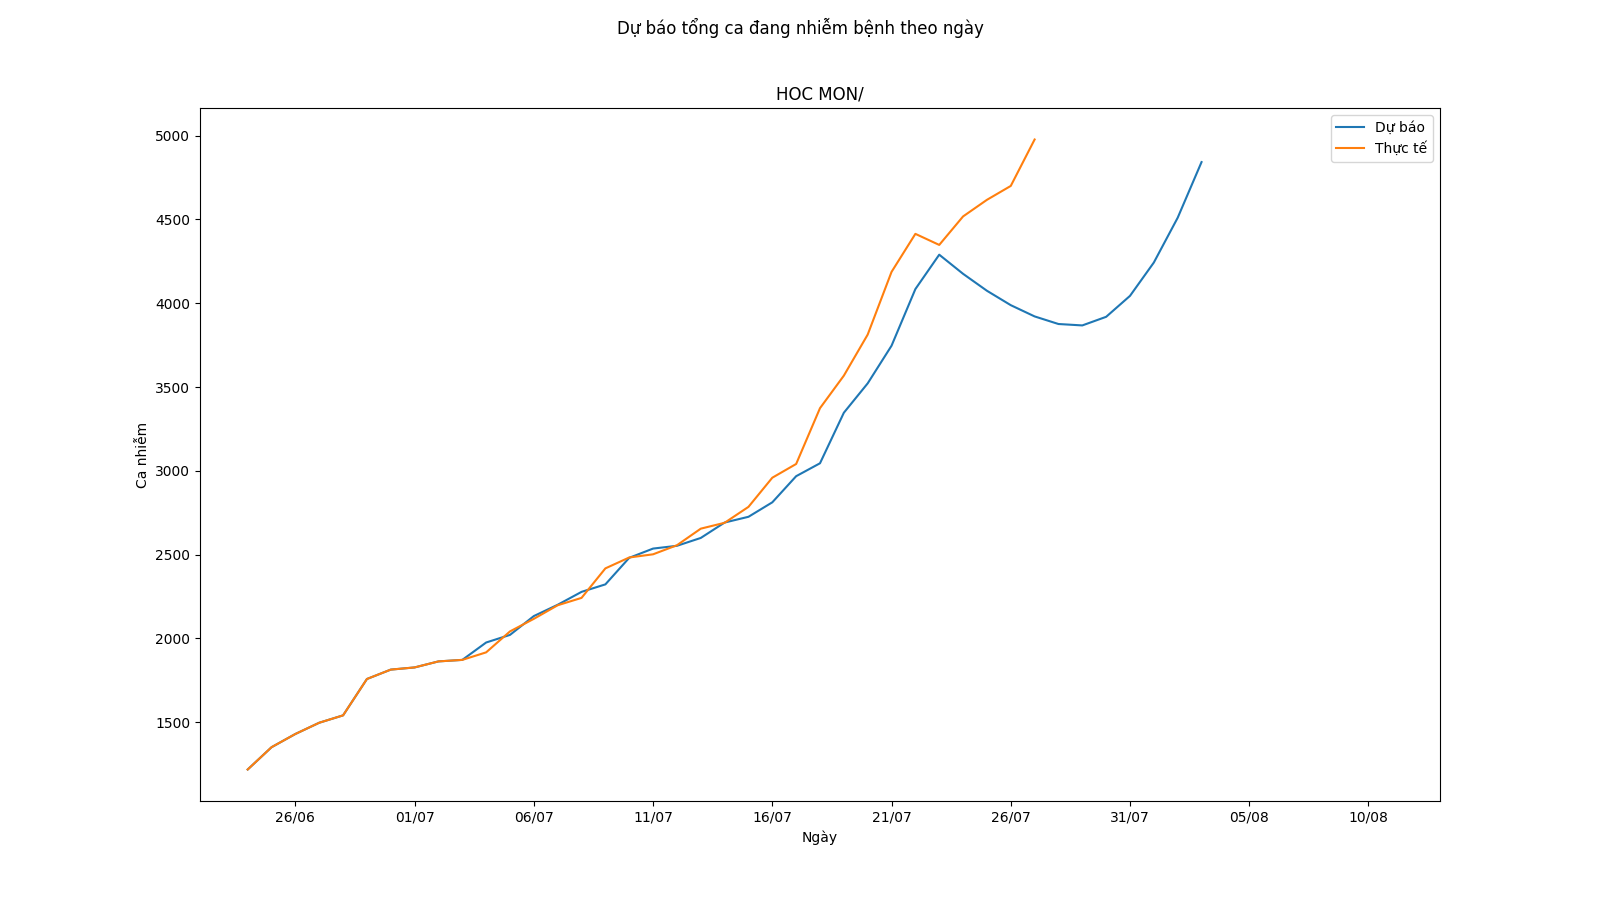 Dự báo tổng ca đang nhiễm bệnh theo ngày
HOC MON/
Dự báo
Thực tế
5000
4500
4000
3500
3000
2500
2000
1500
Ca nhiễm
26/06 01/07 06/07 11/07 16/07 21/07 26/07 31/07 05/08 10/08
Ngày